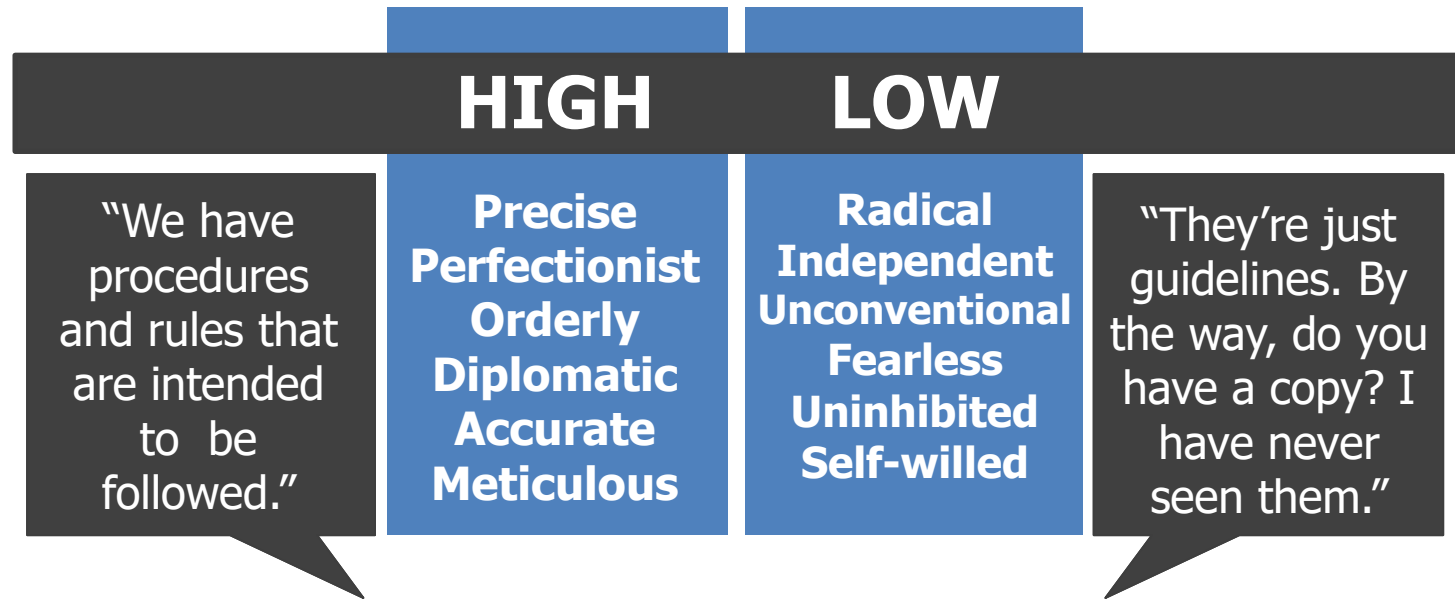 HIGH
LOW
“We have
procedures
and rules that
are intended
to  be
followed.”
Precise
Perfectionist
Orderly
Diplomatic
Accurate
Meticulous
Radical
Independent
Unconventional
Fearless
Uninhibited
Self-willed
“They’re just
guidelines. By
the way, do you
have a copy? I
have never
seen them.”